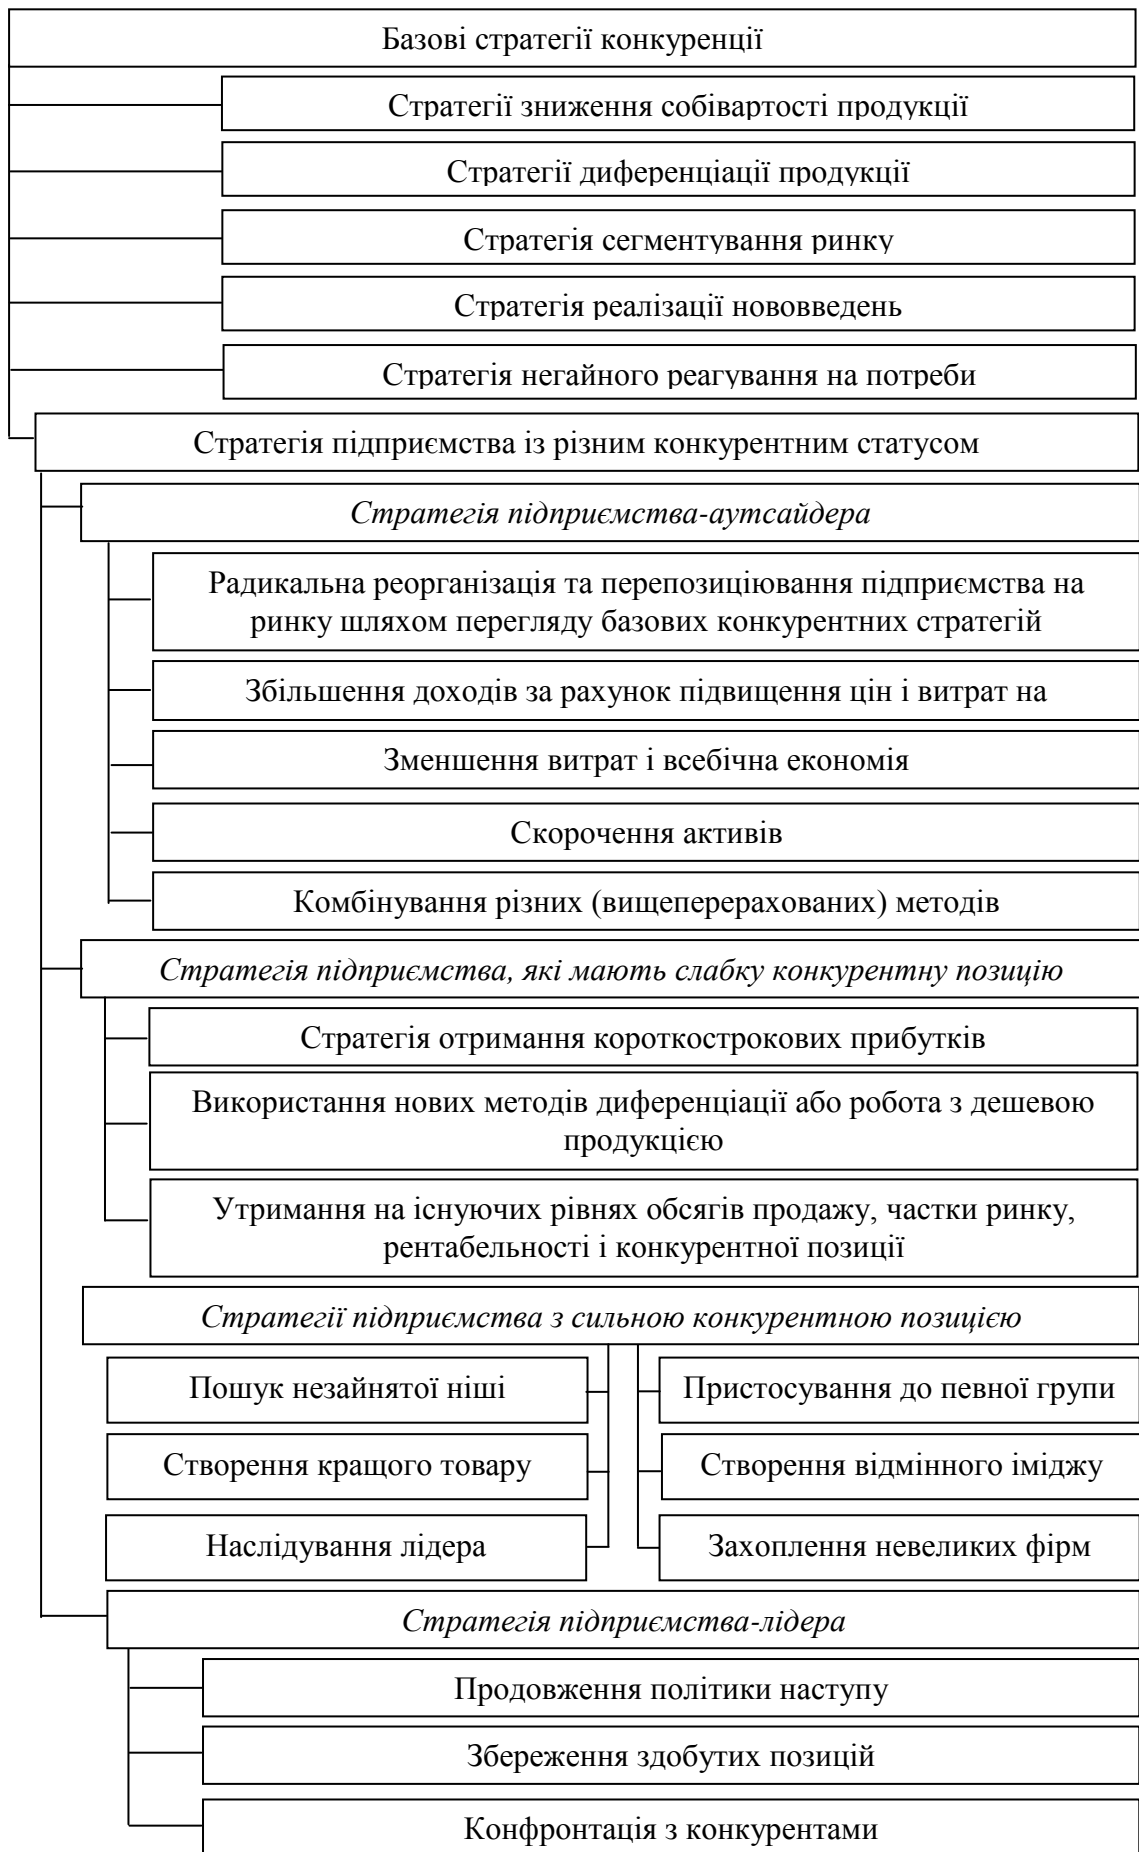 Базові стратегії конкуренції
Стратегії зниження собівартості продукції
Стратегії диференціації продукції
Стратегія сегментування ринку
Стратегія реалізації нововведень
Стратегія негайного реагування на потреби
Стратегія підприємства із різним конкурентним статусом
Стратегія підприємства-аутсайдера
Радикальна реорганізація та перепозиціювання підприємства на
ринку шляхом перегляду базових конкурентних стратегій
Збільшення доходів за рахунок підвищення цін і витрат на
Зменшення витрат і всебічна економія
Скорочення активів
Комбінування різних (вищеперерахованих) методів
Стратегія підприємства, які мають слабку конкурентну позицію
Стратегія отримання короткострокових прибутків
Використання нових методів диференціації або робота з дешевою
продукцією
Утримання на існуючих рівнях обсягів продажу, частки ринку,
рентабельності і конкурентної позиції
Стратегії підприємства з сильною конкурентною позицією
Пошук незайнятої ніші
Пристосування до певної групи
Створення кращого товару
Створення відмінного іміджу
Наслідування лідера
Захоплення невеликих фірм
Стратегія підприємства-лідера
Продовження політики наступу
Збереження здобутих позицій
Конфронтація з конкурентами